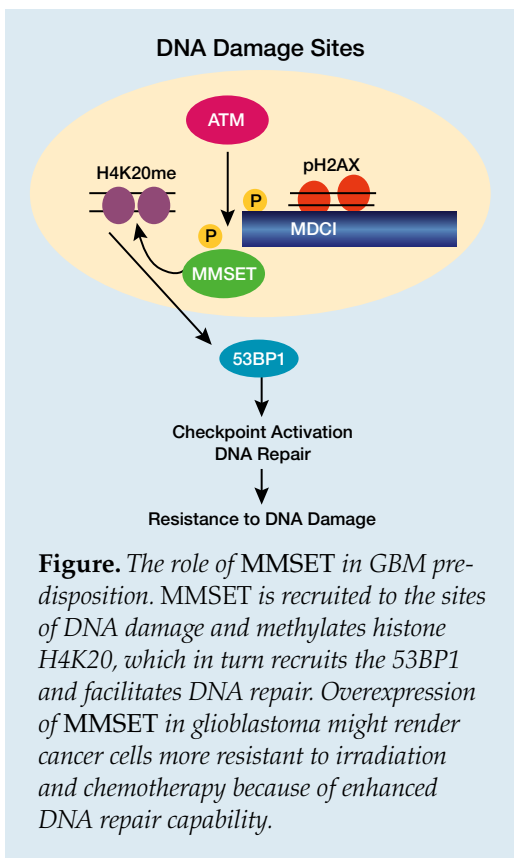 DNA Damage Sites
ATM
H4K20me
pH2AX
P
MDCI
P
MMSET
53BP1
Checkpoint Activation
DNA Repair
Resistance to DNA Damage
Figure. The role of MMSET in GBM pre-
disposition. MMSET is recruited to the sites
of DNA damage and methylates histone
H4K20, which in turn recruits the 53BP1
and facilitates DNA repair. Overexpression
of MMSET in glioblastoma might render
cancer cells more resistant to irradiation
and chemotherapy because of enhanced
DNA repair capability.